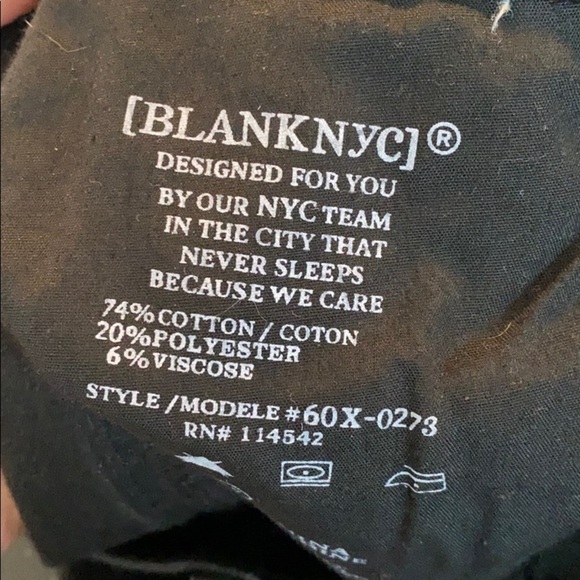 [BLANKNYC]®
DESIGNED FOR YOU
BY OUR NYC TEAM
IN THE CITY THAT
NEVER SLEEPS
BECAUSE WE CARE
74% COTTON / COTON
20% POLYESTER
6% VISCOSE
STYLE / MODELE # 60X-0273
RN# 114542